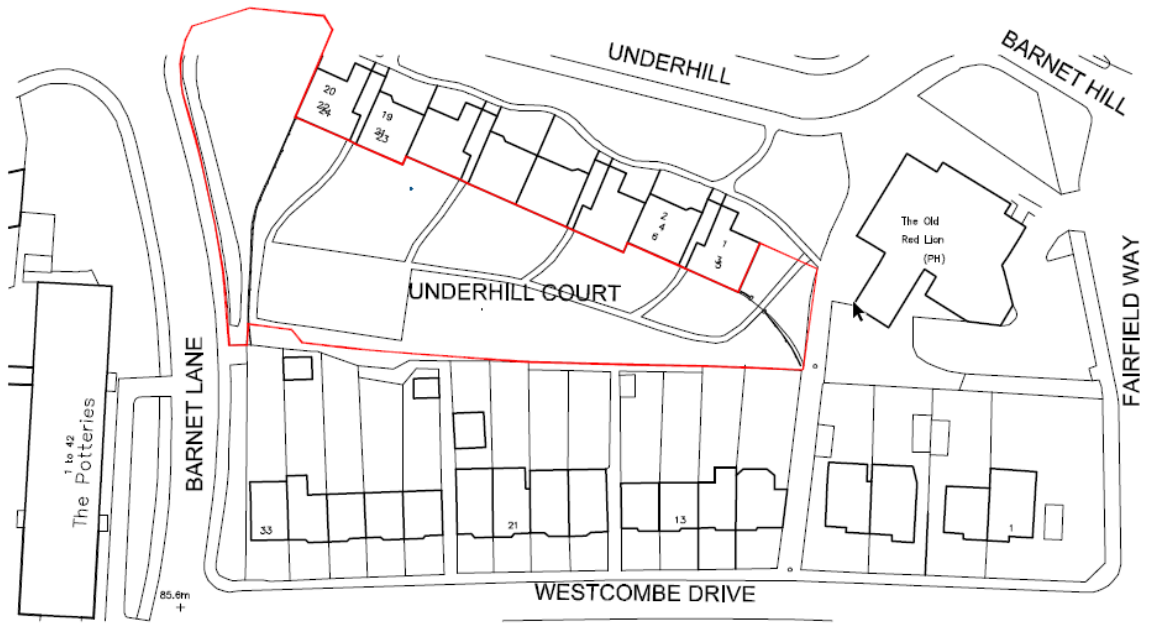 UNDERHILL
BARNET HILL
20
22
24
19
21
23
2
4
6
1
3
5
The Old
Red Lion
(PH)
UNDERHILL COURT
FAIRFIELD WAY
BARNET LANE
1 to 42
The Potteries
33
21
13
1
WESTCOMBE DRIVE
85.6m